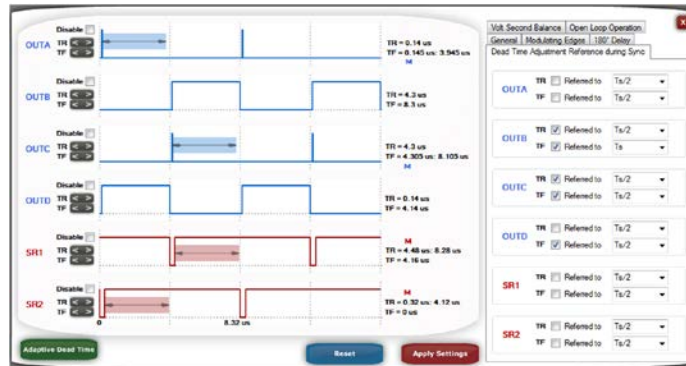 Disable
OUTA
TR < >
TF < >
TR = 0.14 us
TF = 0.145 us: 3.945 us
M
Disable
OUTB
TR < >
TF < >
TR = 4.3 us
TF = 8.3 us
Disable
OUTC
TR < >
TF < >
TR = 4.3 us
TF = 4.305 us: 8.105 us
M
Disable
OUTD
TR < >
TF < >
TR = 0.14 us
TF = 4.14 us
Disable
SR1
TR < >
TF < >
M
TR = 4.48 us: 8.28 us
TF = 4.16 us
Disable
SR2
TR < >
TF < >
M
TR = 0.32 us: 4.12 us
TF = 0 us
0
8.32 us
Adaptive Dead Time
Reset
Apply Settings
X
Volt Second Balance
Open Loop Operation
General
Modulating Edges
180° Delay
Dead Time Adjustment Reference during Sync
OUTA
TR Referred to Ts/2
TF Referred to Ts/2
OUTB
TR Referred to Ts/2
TF Referred to Ts
OUTC
TR Referred to Ts/2
TF Referred to Ts/2
OUTD
TR Referred to Ts/2
TF Referred to Ts/2
SR1
TR Referred to Ts/2
TF Referred to Ts/2
SR2
TR Referred to Ts/2
TF Referred to Ts/2